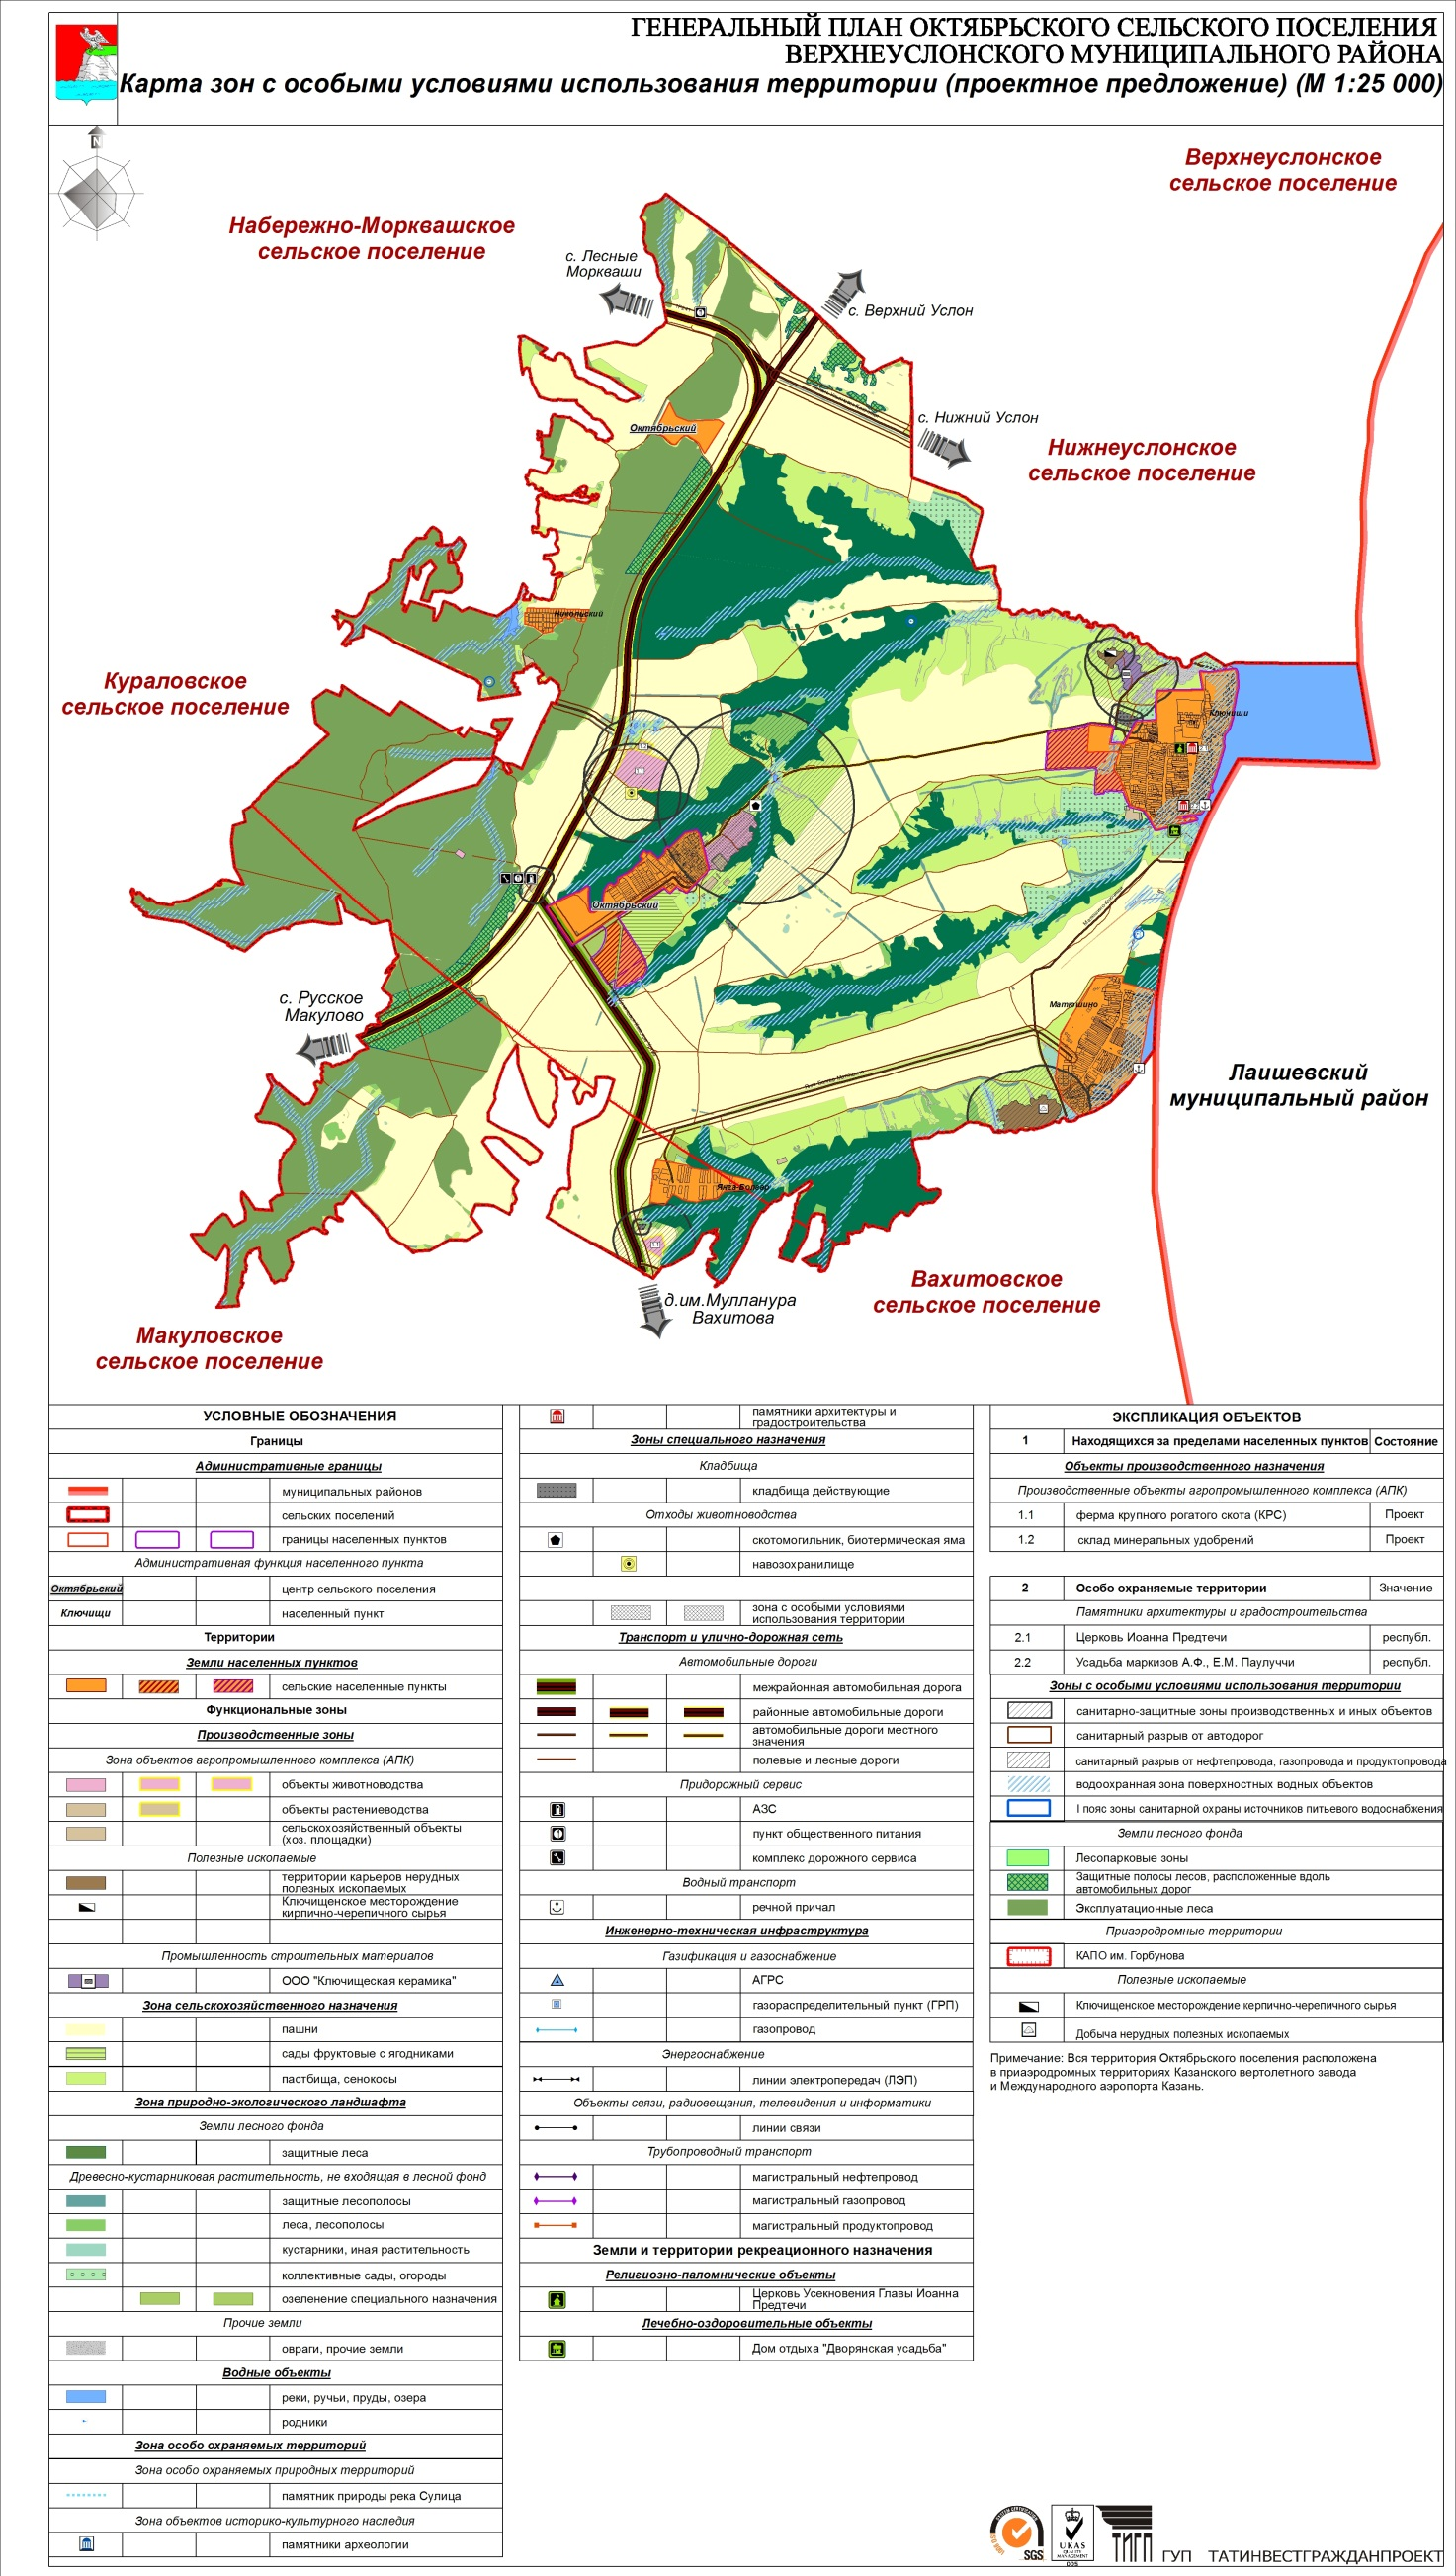 ГЕНЕРАЛЬНЫЙ ПЛАН ОКТЯБРЬСКОГО СЕЛЬСКОГО ПОСЕЛЕНИЯ
ВЕРХНЕУСЛОНСКОГО МУНИЦИПАЛЬНОГО РАЙОНА
Карта зон с особыми условиями использования территории (проектное предложение) (М 1:25 000)
N
Верхнеуслонское
сельское поселение
Набережно-Морквашское
сельское поселение
с. Лесные
Моркваши
с. Верхний Услон
с. Нижний Услон
Октябрьский
Нижнеуслонское
сельское поселение
Никольский
Кураловское
сельское поселение
Ключищи
Октябрьский
с. Русское
Макулово
Матюшино
Лаишевский
муниципальный район
Янга-Болгар
Вахитовское
сельское поселение
д.им.Мулланура
Вахитова
Макуловское
сельское поселение
УСЛОВНЫЕ ОБОЗНАЧЕНИЯ
Границы
Административные границы
муниципальных районов
сельских поселений
границы населенных пунктов
Административная функция населенного пункта
Октябрьский
центр сельского поселения
Ключищи
населенный пункт
Территории
Земли населенных пунктов
сельские населенные пункты
Функциональные зоны
Производственные зоны
Зона объектов агропромышленного комплекса (АПК)
объекты животноводства
объекты растениеводства
сельскохозяйственный объекты
(хоз. площадки)
Полезные ископаемые
территории карьеров нерудных
полезных ископаемых
Ключищенское месторождение
кирпично-черепичного сырья
Промышленность строительных материалов
ООО "Ключищеская керамика"
Зона сельскохозяйственного назначения
пашни
сады фруктовые с ягодниками
пастбища, сенокосы
Зона природно-экологического ландшафта
Земли лесного фонда
защитные леса
Древесно-кустарниковая растительность, не входящая в лесной фонд
защитные лесополосы
леса, лесополосы
кустарники, иная растительность
коллективные сады, огороды
озеленение специального назначения
Прочие земли
овраги, прочие земли
Водные объекты
реки, ручьи, пруды, озера
родники
Зона особо охраняемых территорий
Зона особо охраняемых природных территорий
памятник природы река Сулица
Зона объектов историко-культурного наследия
памятники археологии
памятники архитектуры и
градостроительства
Зоны специального назначения
Кладбища
кладбища действующие
Отходы животноводства
скотомогильник, биотермическая яма
навозохранилище
зона с особыми условиями
использования территории
Транспорт и улично-дорожная сеть
Автомобильные дороги
межрайонная автомобильная дорога
районные автомобильные дороги
автомобильные дороги местного
значения
полевые и лесные дороги
Придорожный сервис
АЗС
пункт общественного питания
комплекс дорожного сервиса
Водный транспорт
речной причал
Инженерно-техническая инфраструктура
Газификация и газоснабжение
АГРС
газораспределительный пункт (ГРП)
газопровод
Энергоснабжение
линии электропередач (ЛЭП)
Объекты связи, радиовещания, телевидения и информатики
линии связи
Трубопроводный транспорт
магистральный нефтепровод
магистральный газопровод
магистральный продуктопровод
Земли и территории рекреационного назначения
Религиозно-паломнические объекты
Церковь Усекновения Главы Иоанна
Предтечи
Лечебно-оздоровительные объекты
Дом отдыха "Дворянская усадьба"
ЭКСПЛИКАЦИЯ ОБЪЕКТОВ
1 Находящихся за пределами населенных пунктов Состояние
Объекты производственного назначения
Производственные объекты агропромышленного комплекса (АПК)
1.1 ферма крупного рогатого скота (КРС) Проект
1.2 склад минеральных удобрений Проект
2 Особо охраняемые территории Значение
Памятники архитектуры и градостроительства
2.1 Церковь Иоанна Предтечи республ.
2.2 Усадьба маркизов А.Ф., Е.М. Паулуччи республ.
Зоны с особыми условиями использования территории
санитарно-защитные зоны производственных и иных объектов
санитарный разрыв от автодорог
санитарный разрыв от нефтепровода, газопровода и продуктопровода
водоохранная зона поверхностных водных объектов
I пояс зоны санитарной охраны источников питьевого водоснабжения
Земли лесного фонда
Лесопарковые зоны
Защитные полосы лесов, расположенные вдоль
автомобильных дорог
Эксплуатационные леса
Приаэродромные территории
КАПО им. Горбунова
Полезные ископаемые
Ключищенское месторождение керпично-черепичного сырья
Добыча нерудных полезных ископаемых
Примечание: Вся территория Октябрьского поселения расположена
в приаэродромных территориях Казанского вертолетного завода
и Международного аэропорта Казань.
SGS
UKAS
QUALITY
MANAGEMENT
005
ТИГП
ГУП ТАТИНВЕСТГРАЖДАНПРОЕКТ